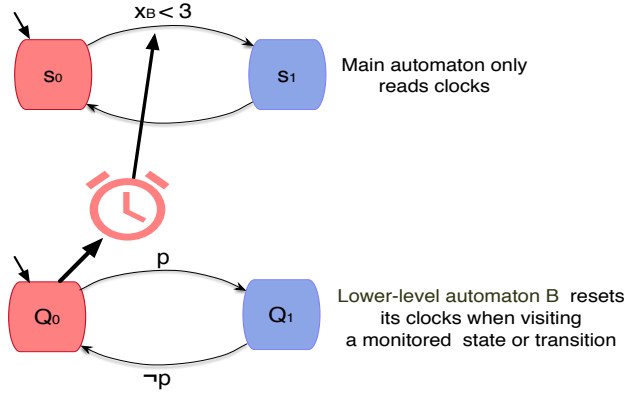 xB < 3
s0
s1
Main automaton only
reads clocks
p
Q0
Q1
Lower-level automaton B resets
its clocks when visiting
a monitored state or transition
¬p